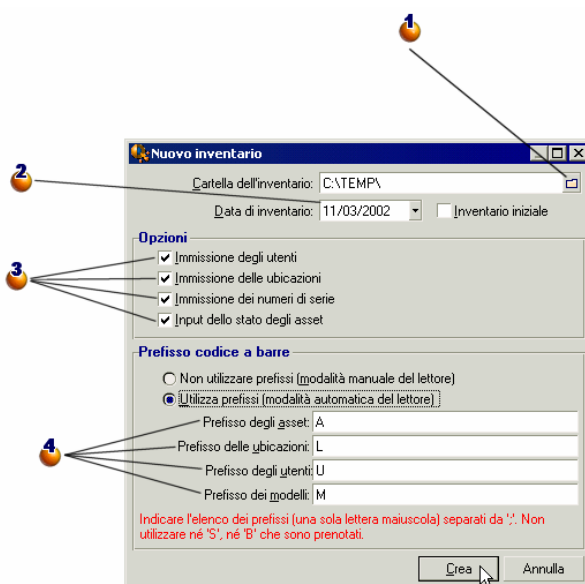 1
Nuovo inventario
2
Cartella dell'inventario: C:\TEMP\
Data di inventario: 11/03/2002 Inventario iniziale
Opzioni
3
Immissione degli utenti
Immissione delle ubicazioni
Immissione dei numeri di serie
Input dello stato degli asset
Prefisso codice a barre
Non utilizzare prefissi (modalità manuale del lettore)
Utilizza prefissi (modalità automatica del lettore)
4
Prefisso degli asset: A
Prefisso delle ubicazioni: L
Prefisso degli utenti: U
Prefisso dei modelli: M
Indicare l'elenco dei prefissi (una sola lettera maiuscola) separati da ';'. Non
utilizzare né 'S', né 'B' che sono prenotati.
Crea Annulla